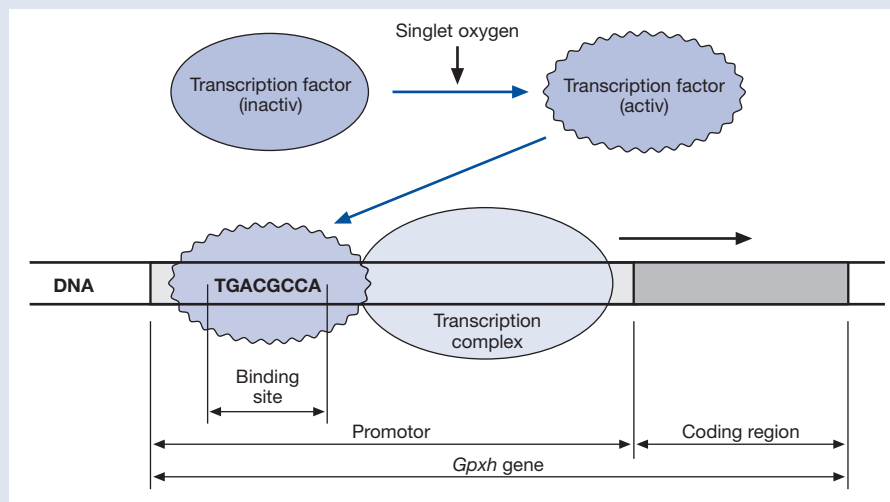 Singlet oxygen
Transcription factor
(inactiv)
Transcription factor
(activ)
DNA
TGACGCCA
Transcription
complex
Binding
site
Promotor
Coding region
Gpxh gene